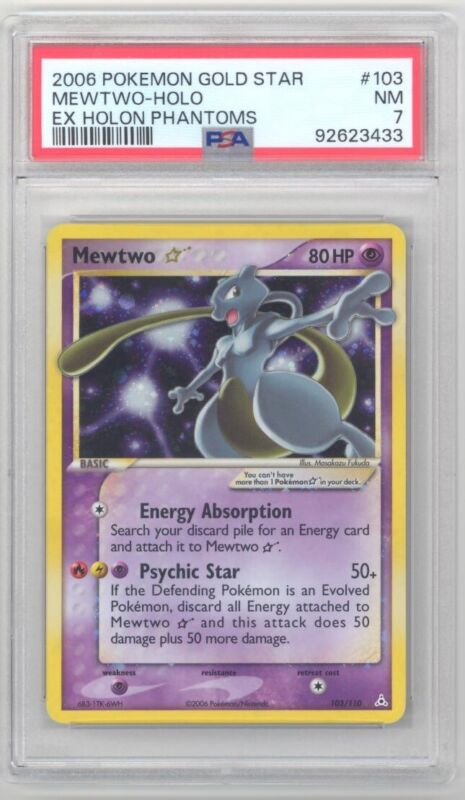 2006 POKEMON GOLD STAR #103
MEWTWO-HOLO NM
EX HOLON PHANTOMS 7
PSA 92623433
Mewtwo ☆ 80 HP
BASIC Illus. Masakazu Fukuda
You can't have
more than 1 Pokémon ☆ in your deck.
Energy Absorption
Search your discard pile for an Energy card
and attach it to Mewtwo ☆.
Psychic Star 50+
If the Defending Pokémon is an Evolved
Pokémon, discard all Energy attached to
Mewtwo ☆ and this attack does 50
damage plus 50 more damage.
weakness resistance retreat cost
683-1TK-6WH ©2006 Pokémon/Nintendo. 103/110